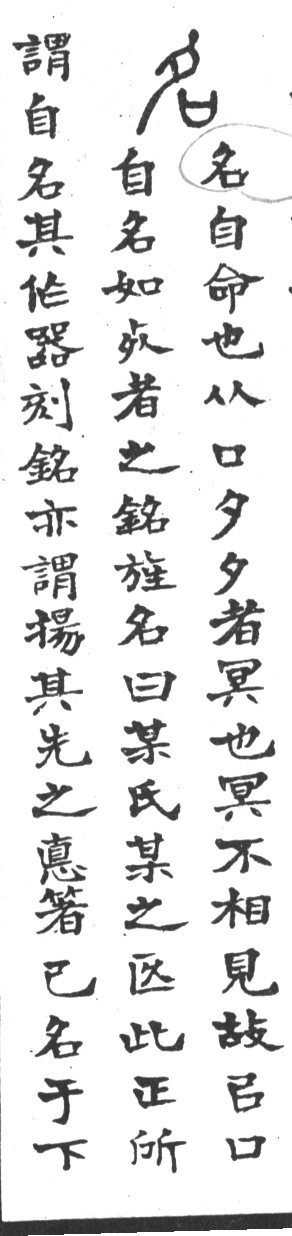 名
名自命也从口夕夕者冥也冥不相見故㠯口
自名如死者之銘旌名曰某氏某之柩此正所
謂自名其作器刻銘亦謂揚其先之悳著己名于下